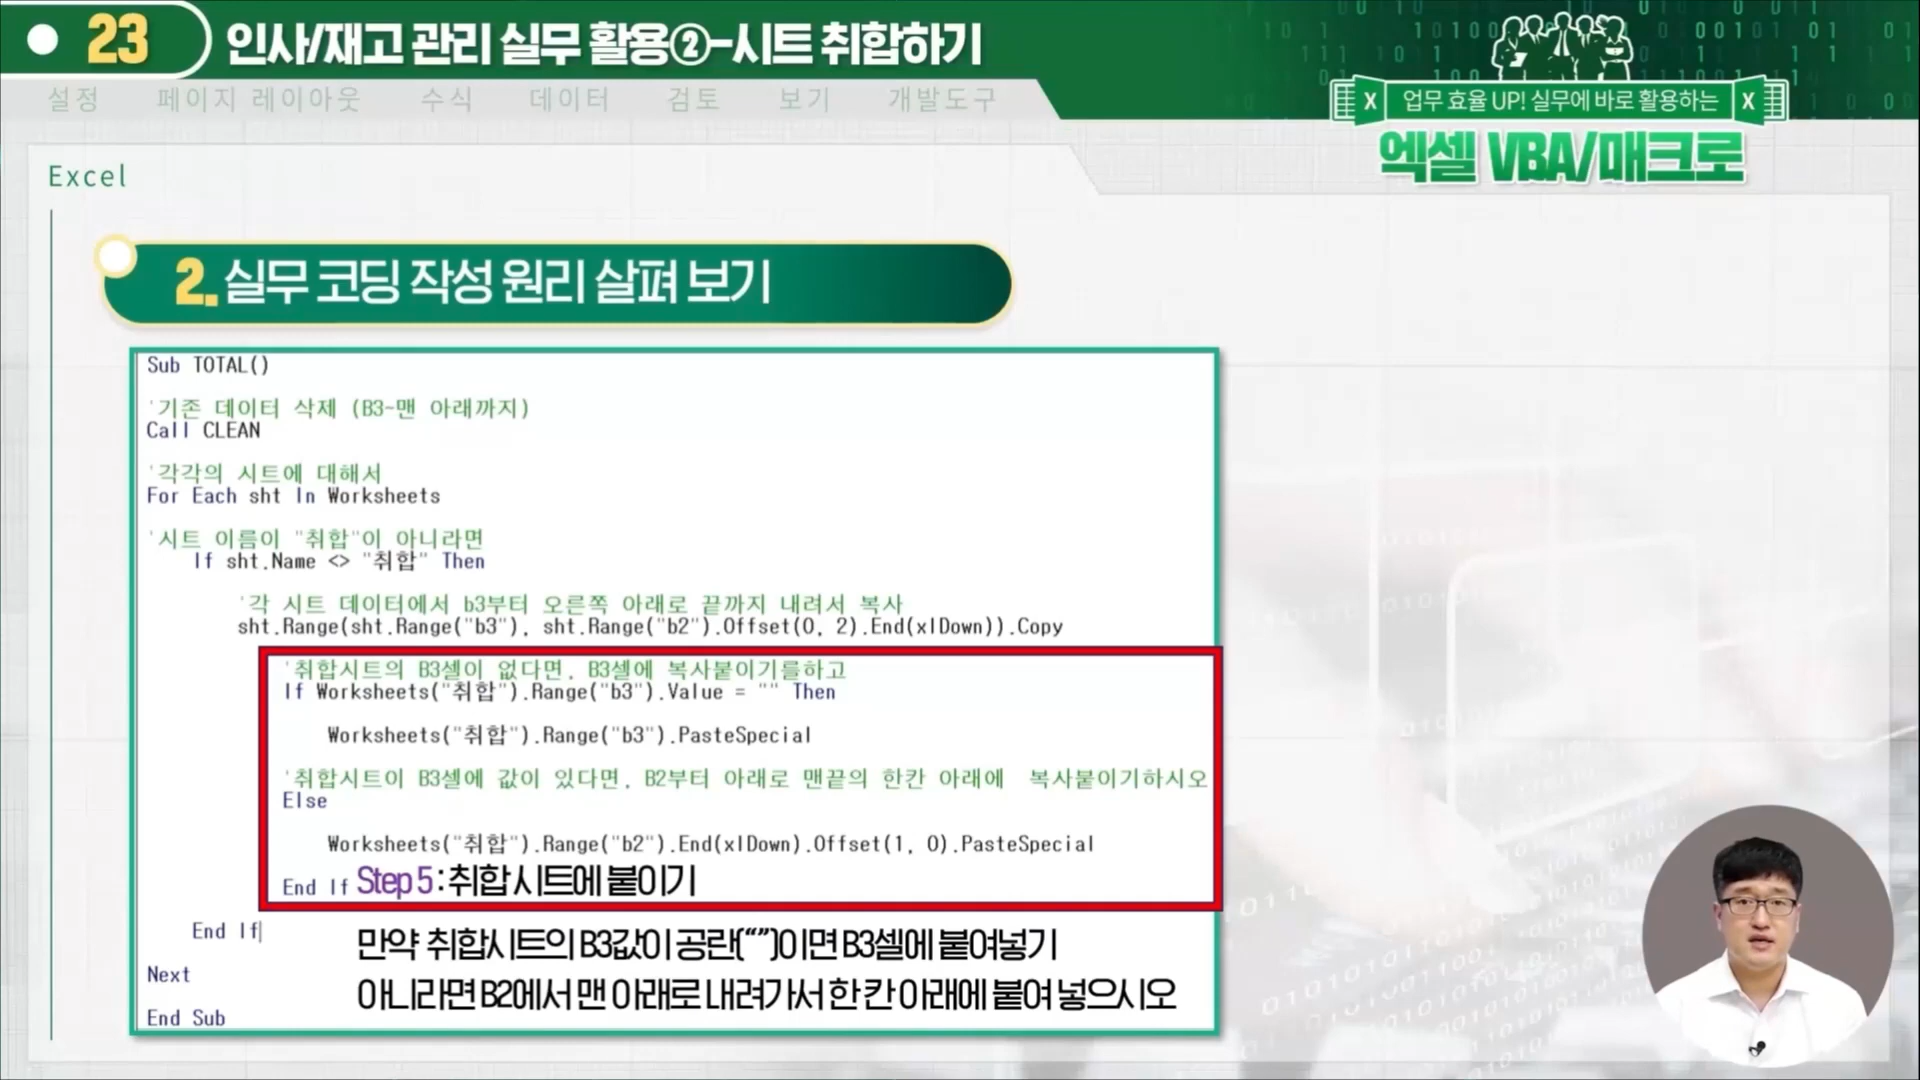 23
인사/재고 관리 실무 활용②-시트 취합하기
설정 페이지 레이아웃 수식 데이터 검토 보기 개발도구
X 업무 효율 UP! 실무에 바로 활용하는 X
엑셀 VBA/매크로
Excel
2. 실무 코딩 작성 원리 살펴 보기
Sub TOTAL()
'기존 데이터 삭제 (B3-맨 아래까지)
Call CLEAN
'각각의 시트에 대해서
For Each sht In Worksheets
'시트 이름이 "취합"이 아니라면
If sht.Name <> "취합" Then
'각 시트 데이터에서 b3부터 오른쪽 아래로 끝까지 내려서 복사
sht.Range(sht.Range("b3"), sht.Range("b2").Offset(0, 2).End(xlDown)).Copy
'취합시트의 B3셀이 없다면, B3셀에 복사붙이기를하고
If Worksheets("취합").Range("b3").Value = "" Then
Worksheets("취합").Range("b3").PasteSpecial
'취합시트이 B3셀에 값이 있다면, B2부터 아래로 맨끝의 한칸 아래에  복사붙이기하시오
Else
Worksheets("취합").Range("b2").End(xlDown).Offset(1, 0).PasteSpecial
End If Step 5 : 취합 시트에 붙이기
End If
만약 취합시트의 B3값이 공란(“”)이면 B3셀에 붙여넣기
Next
아니라면 B2에서 맨 아래로 내려가서 한 칸 아래에 붙여 넣으시오
End Sub